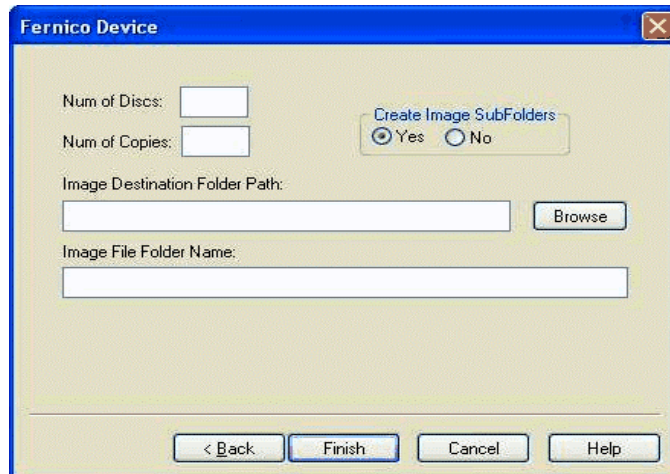 Fernico Device
Num of Discs:
Create Image SubFolders
Num of Copies:
Yes No
Image Destination Folder Path:
Browse
Image File Folder Name:
< Back Finish Cancel Help